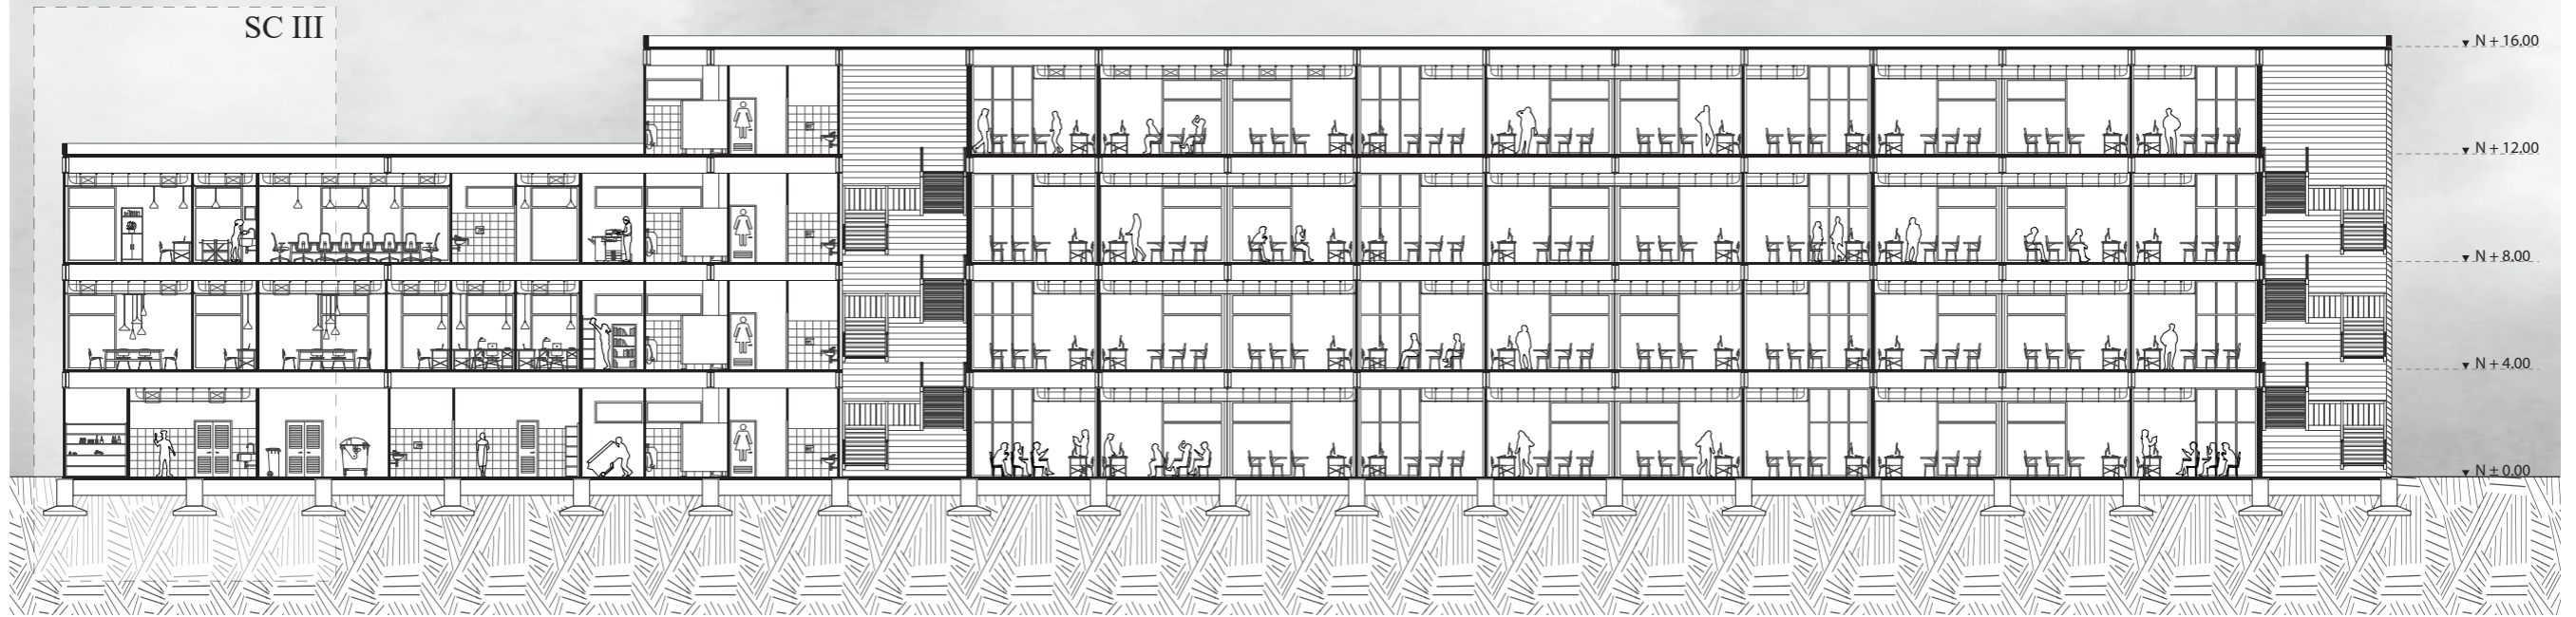 SC III
N + 16.00
N + 12.00
N + 8.00
N + 4.00
N ± 0.00